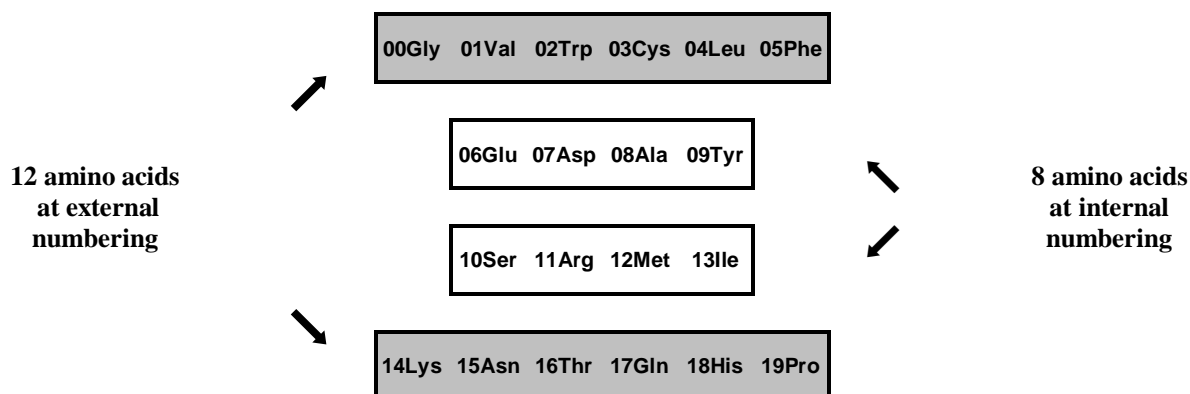 00Gly 01Val 02Trp 03Cys 04Leu 05Phe
06Glu 07Asp 08Ala 09Tyr
12 amino acids
at external
numbering
8 amino acids
at internal
numbering
10Ser 11Arg 12Met 13Ile
14Lys 15Asn 16Thr 17Gln 18His 19Pro